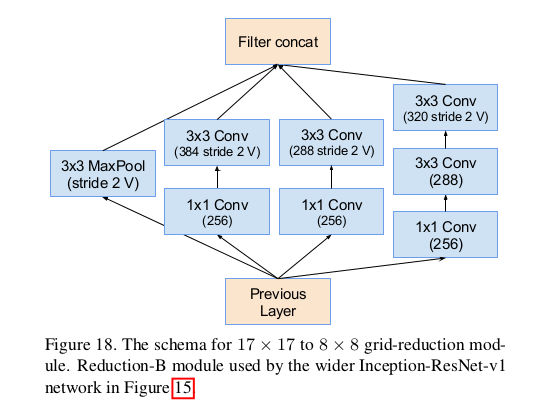 Filter concat
3x3 Conv
(320 stride 2 V)
3x3 Conv
(384 stride 2 V)
3x3 Conv
(288 stride 2 V)
3x3 MaxPool
(stride 2 V)
3x3 Conv
(288)
1x1 Conv
(256)
1x1 Conv
(256)
1x1 Conv
(256)
Previous
Layer
Figure 18. The schema for 17 × 17 to 8 × 8 grid-reduction mod-
ule. Reduction-B module used by the wider Inception-ResNet-v1
network in Figure 15